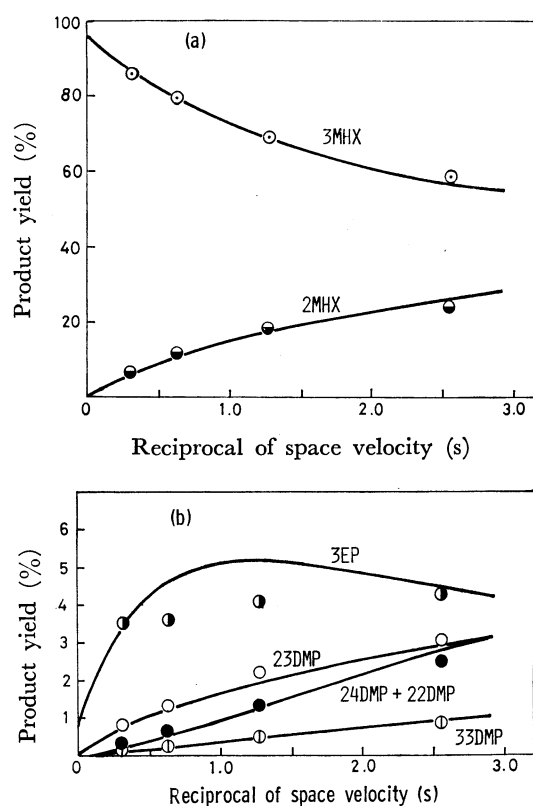 (a)
100
80
60
40
20
0
3MHX
2MHX
Product yield (%)
0 1.0 2.0 3.0
Reciprocal of space velocity (s)
(b)
6
5
4
3
2
1
3EP
23DMP
24DMP + 22DMP
33DMP
Product yield (%)
0 1.0 2.0 3.0
Reciprocal of space velocity (s)